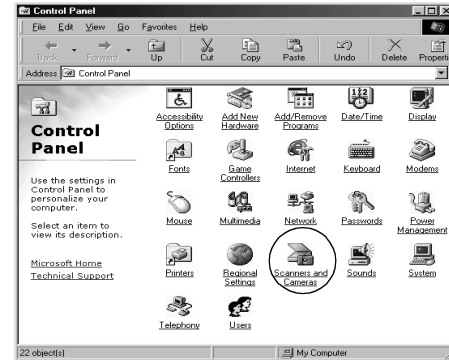 Control Panel
File Edit View Go Favorites Help
Back Forward Up Cut Copy Paste Undo Delete Properti
Address Control Panel
Control
Panel
Use the settings in
Control Panel to
personalize your
computer.
Select an item to
view its description.
Microsoft Home
Technical Support
Accessibility
Options
Add New
Hardware
Add/Remove
Programs
Date/Time
Display
Fonts
Game
Controllers
Internet
Keyboard
Modems
Mouse
Multimedia
Network
Passwords
Power
Management
Printers
Regional
Settings
Scanners and
Cameras
Sounds
System
Telephony
Users
22 object(s)
My Computer